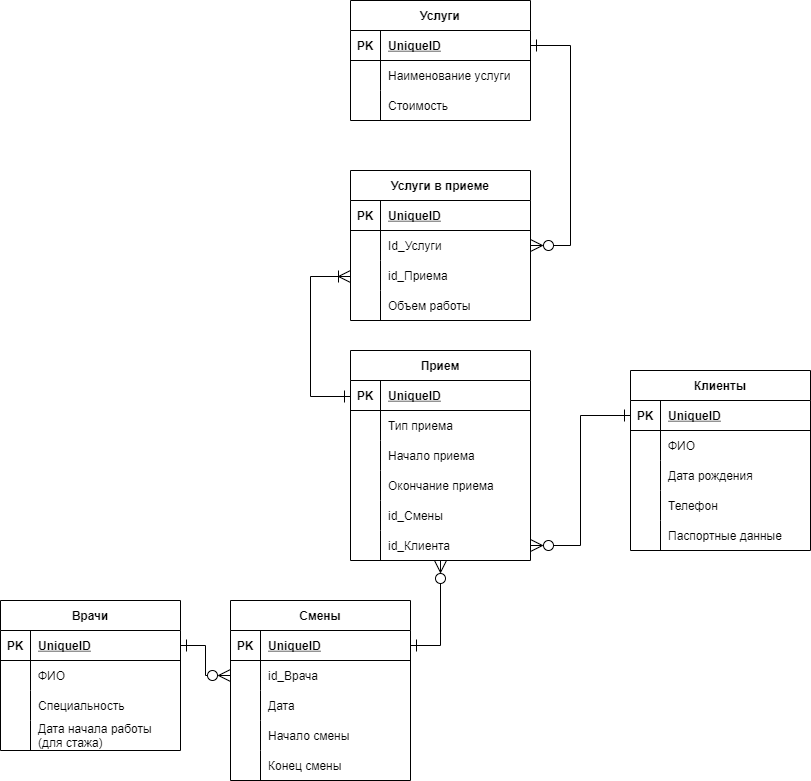 Услуги
PK UniqueID
Наименование услуги
Стоимость
Услуги в приеме
PK UniqueID
Id_Услуги
id_Приема
Объем работы
Прием
PK UniqueID
Тип приема
Начало приема
Окончание приема
id_Смены
id_Клиента
Клиенты
PK UniqueID
ФИО
Дата рождения
Телефон
Паспортные данные
Врачи
PK UniqueID
ФИО
Специальность
Дата начала работы
(для стажа)
Смены
PK UniqueID
id_Врача
Дата
Начало смены
Конец смены